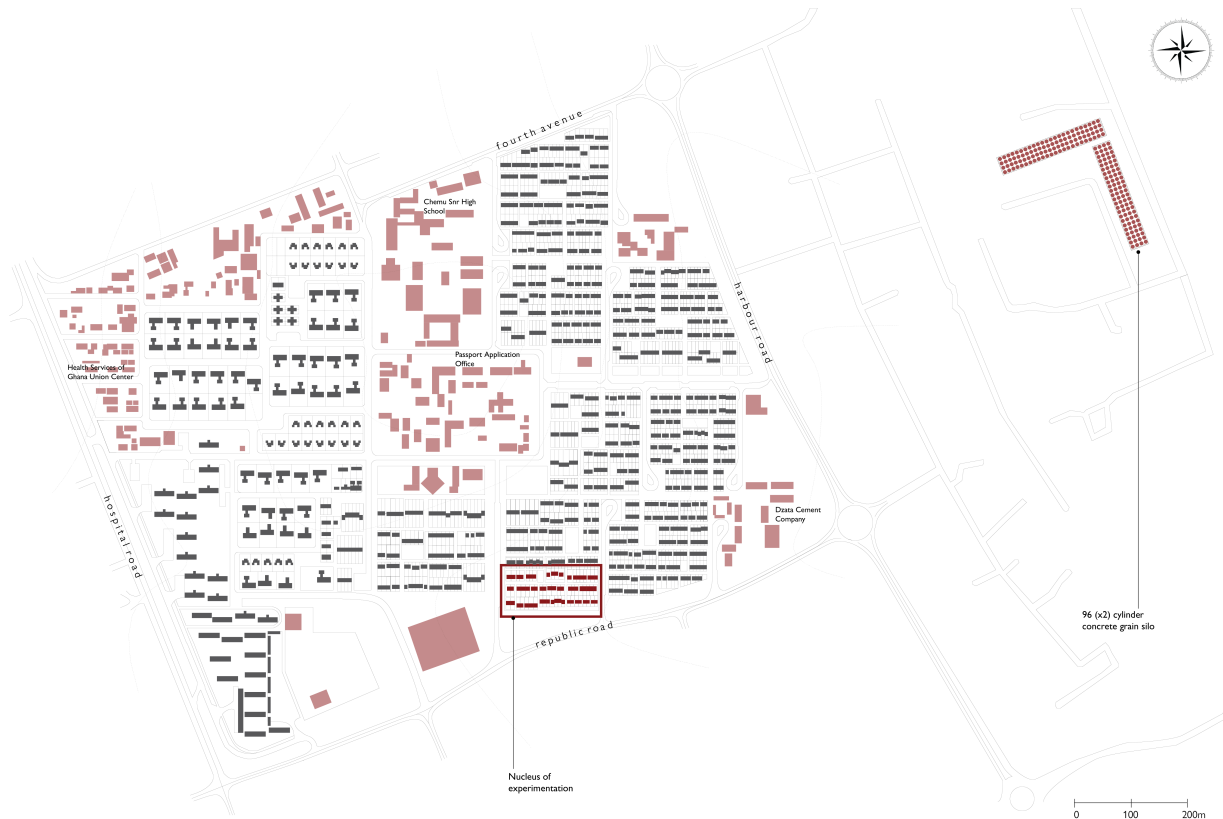 fourth avenue
Chemu Snr High
School
harbour road
Passport Application
Office
Health Services of
Ghana Union Center
hospital road
Dzata Cement
Company
96 (x2) cylinder
concrete grain silo
republic road
Nucleus of
experimentation
0 100 200m